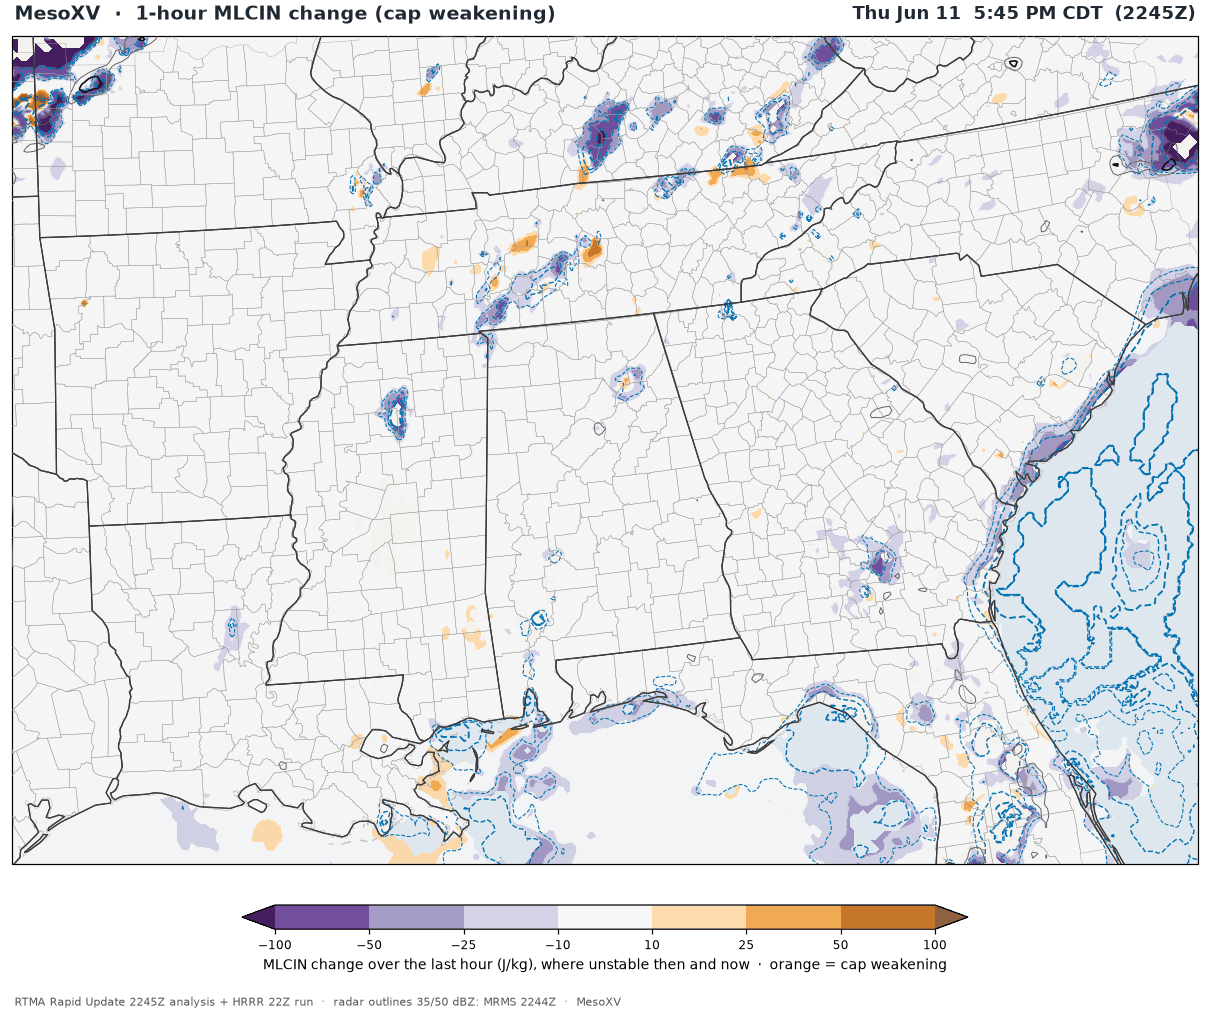 MesoXV · 1-hour MLCIN change (cap weakening)
Thu Jun 11 5:45 PM CDT (2245Z)
−100 −50 −25 −10 10 25 50 100
MLCIN change over the last hour (J/kg), where unstable then and now · orange = cap weakening
RTMA Rapid Update 2245Z analysis + HRRR 22Z run · radar outlines 35/50 dBZ: MRMS 2244Z · MesoXV